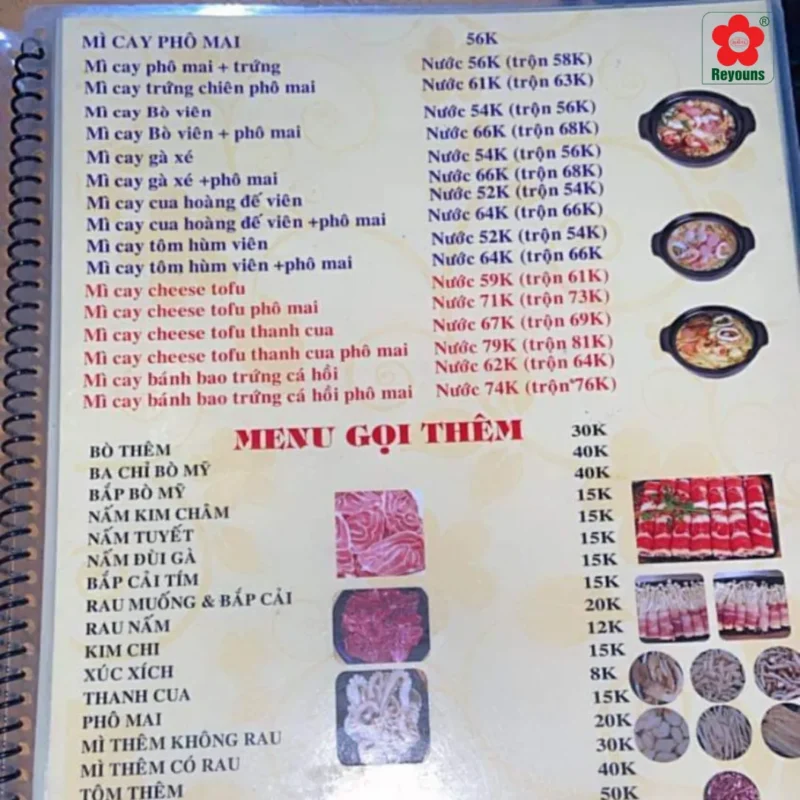 Reyouns
®
MÌ CAY PHÔ MAI 56K
Mì cay phô mai + trứng Nước 56K (trộn 58K)
Mì cay trứng chiên phô mai Nước 61K (trộn 63K)
Mì cay Bò viên Nước 54K (trộn 56K)
Mì cay Bò viên + phô mai Nước 66K (trộn 68K)
Mì cay gà xé Nước 54K (trộn 56K)
Mì cay gà xé +phô mai Nước 66K (trộn 68K)
Mì cay cua hoàng đế viên Nước 52K (trộn 54K)
Mì cay cua hoàng đế viên +phô mai Nước 64K (trộn 66K)
Mì cay tôm hùm viên Nước 52K (trộn 54K)
Mì cay tôm hùm viên +phô mai Nước 64K (trộn 66K
Mì cay cheese tofu Nước 59K (trộn 61K)
Mì cay cheese tofu phô mai Nước 71K (trộn 73K)
Mì cay cheese tofu thanh cua Nước 67K (trộn 69K)
Mì cay cheese tofu thanh cua phô mai Nước 79K (trộn 81K)
Mì cay bánh bao trứng cá hồi Nước 62K (trộn 64K)
Mì cay bánh bao trứng cá hồi phô mai Nước 74K (trộn 76K)
MENU GỌI THÊM
BÒ THÊM 30K
BA CHỈ BÒ MỸ 40K
BẮP BÒ MỸ 40K
NẤM KIM CHÂM 15K
NẤM TUYẾT 15K
NẤM ĐÙI GÀ 15K
BẮP CẢI TÍM 15K
RAU MUỐNG & BẮP CẢI 15K
RAU NẤM 20K
KIM CHI 12K
XÚC XÍCH 15K
THANH CUA 8K
PHÔ MAI 15K
MÌ THÊM KHÔNG RAU 20K
MÌ THÊM CÓ RAU 30K
TÔM THÊM 40K
50K